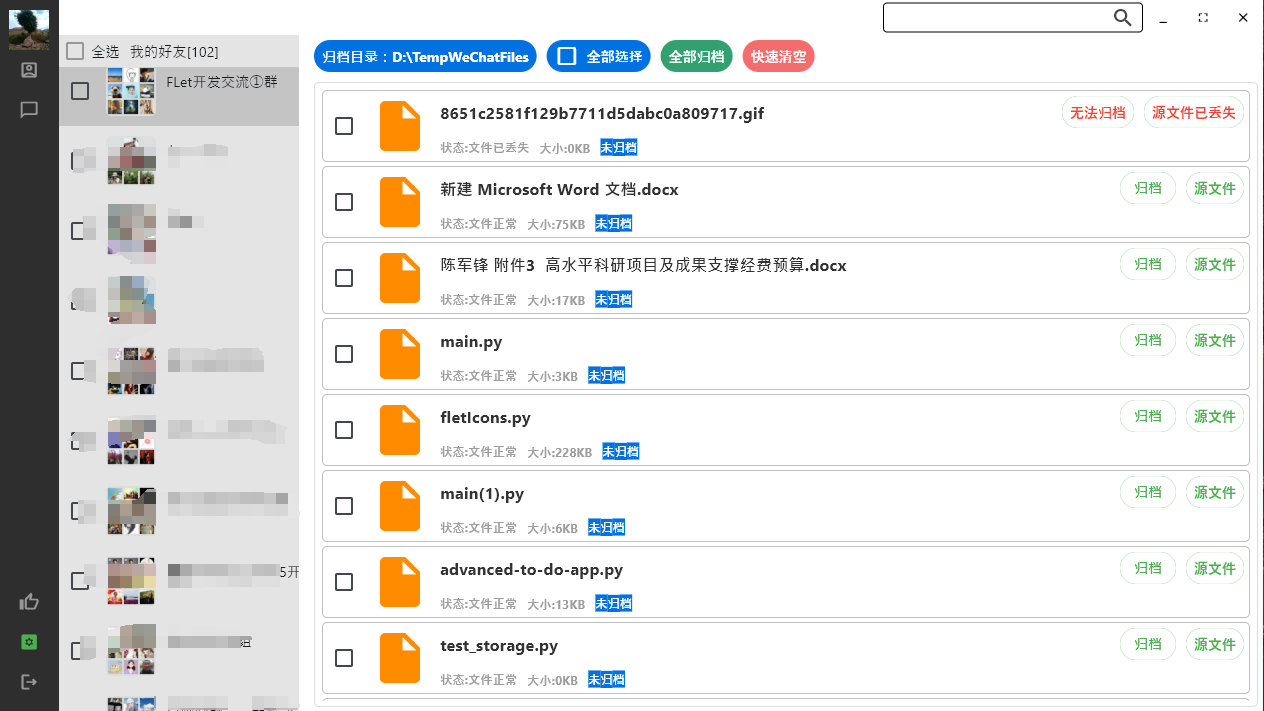 全选 我的好友[102]
FLet开发交流①群
5开
组
归档目录：D:\TempWeChatFiles
全部选择
全部归档
快速清空
8651c2581f129b7711d5dabc0a809717.gif
无法归档
源文件已丢失
状态:文件已丢失 大小:0KB 未归档
新建 Microsoft Word 文档.docx
归档
源文件
状态:文件正常 大小:75KB 未归档
陈军锋 附件3 高水平科研项目及成果支撑经费预算.docx
归档
源文件
状态:文件正常 大小:17KB 未归档
main.py
归档
源文件
状态:文件正常 大小:3KB 未归档
fletIcons.py
归档
源文件
状态:文件正常 大小:228KB 未归档
main(1).py
归档
源文件
状态:文件正常 大小:6KB 未归档
advanced-to-do-app.py
归档
源文件
状态:文件正常 大小:13KB 未归档
test_storage.py
归档
源文件
状态:文件正常 大小:0KB 未归档